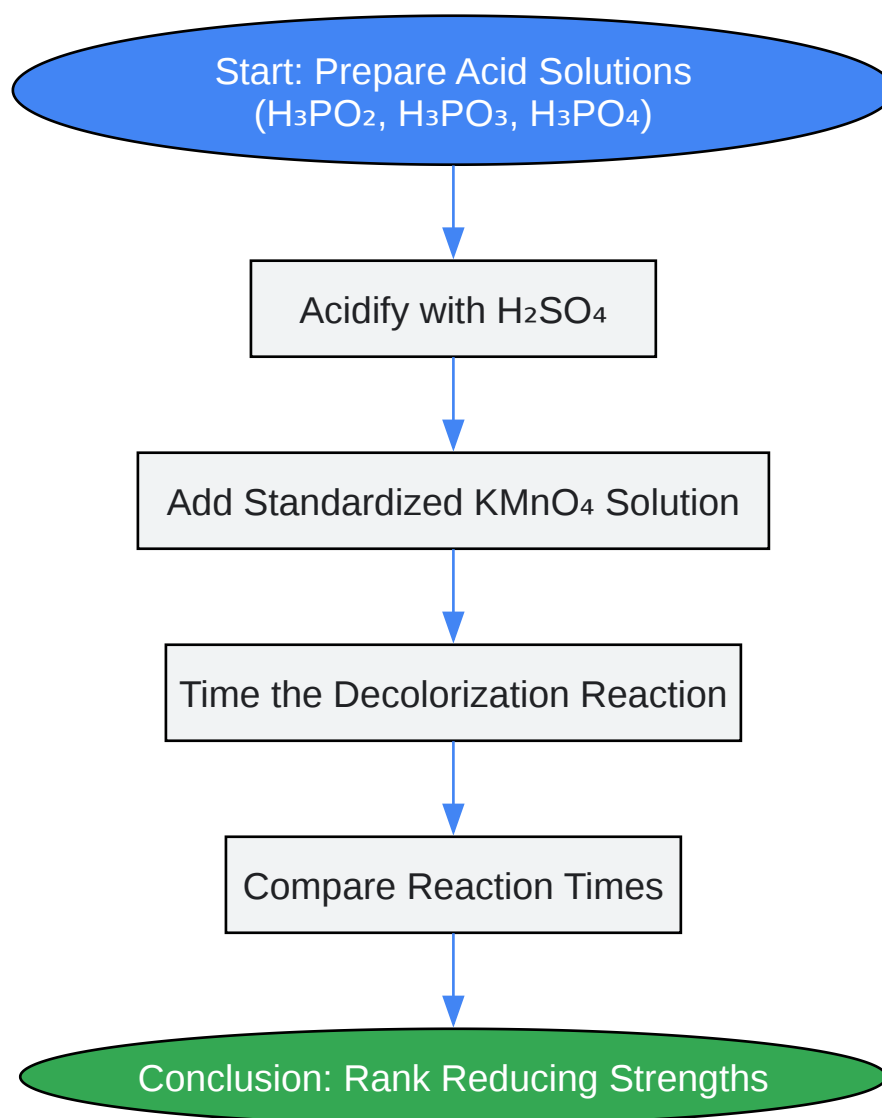 Start: Prepare Acid Solutions
(H₃PO₂, H₃PO₃, H₃PO₄)
Acidify with H₂SO₄
Add Standardized KMnO₄ Solution
Time the Decolorization Reaction
Compare Reaction Times
Conclusion: Rank Reducing Strengths